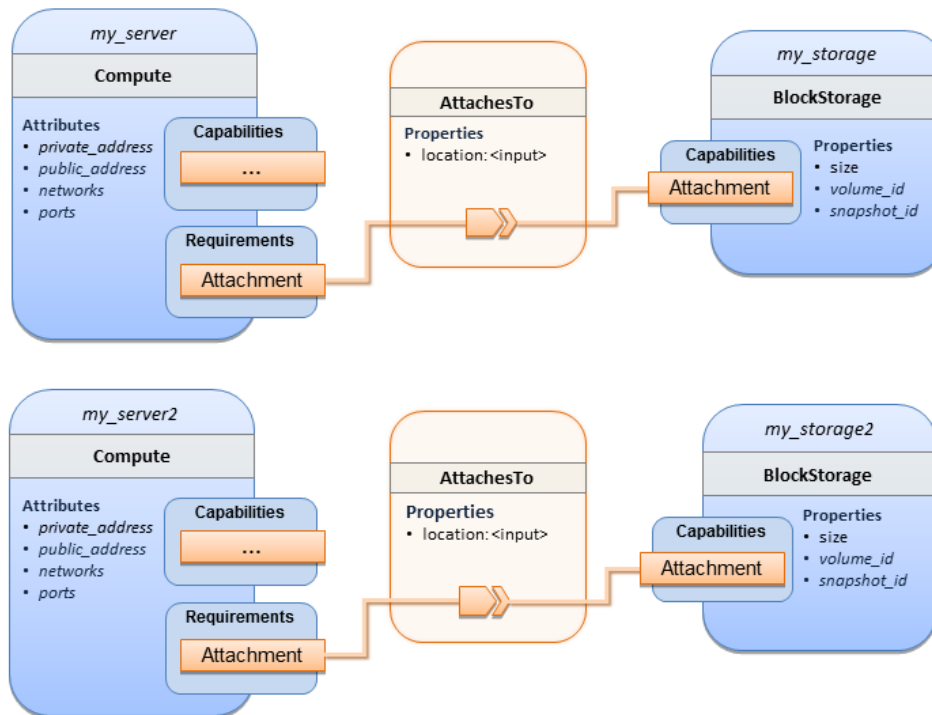 my_server
Compute
Attributes
• private_address
• public_address
• networks
• ports
Capabilities
...
Requirements
Attachment
AttachesTo
Properties
• location: <input>
my_storage
BlockStorage
Capabilities
Attachment
Properties
• size
• volume_id
• snapshot_id
my_server2
Compute
Attributes
• private_address
• public_address
• networks
• ports
Capabilities
...
Requirements
Attachment
AttachesTo
Properties
• location: <input>
my_storage2
BlockStorage
Capabilities
Attachment
Properties
• size
• volume_id
• snapshot_id